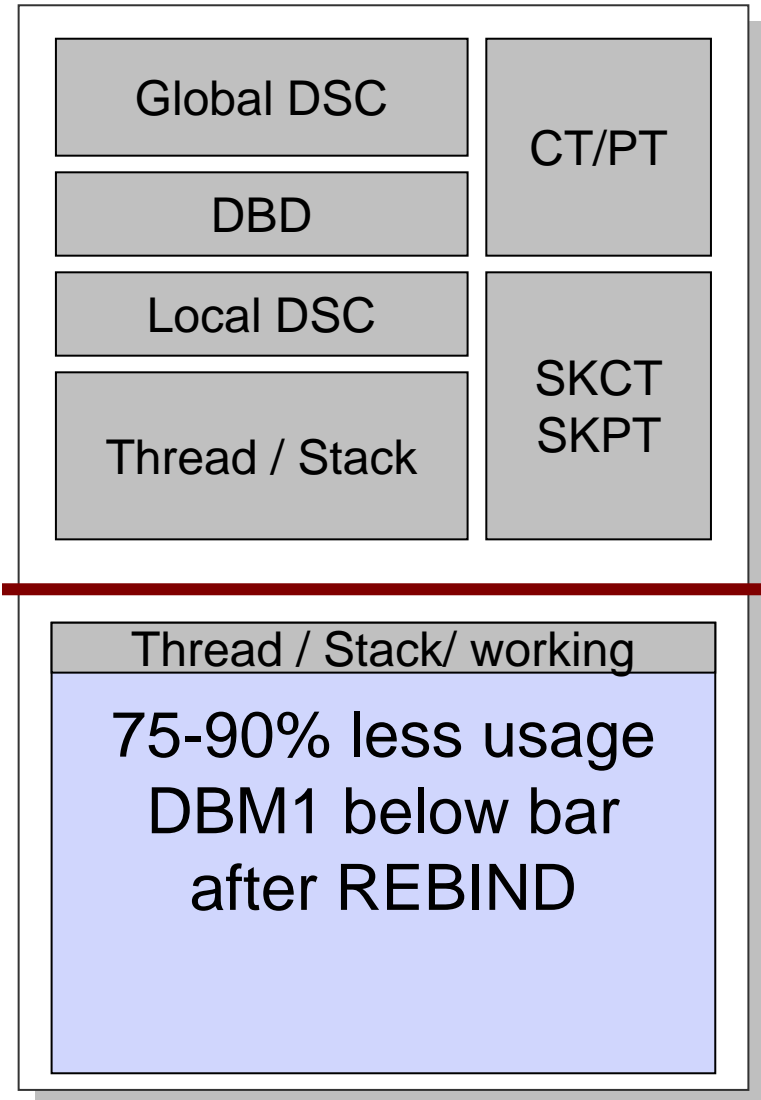 Global DSC
CT/PT
DBD
Local DSC
SKCT
SKPT
Thread / Stack
Thread / Stack/ working
75-90% less usage
DBM1 below bar
after REBIND